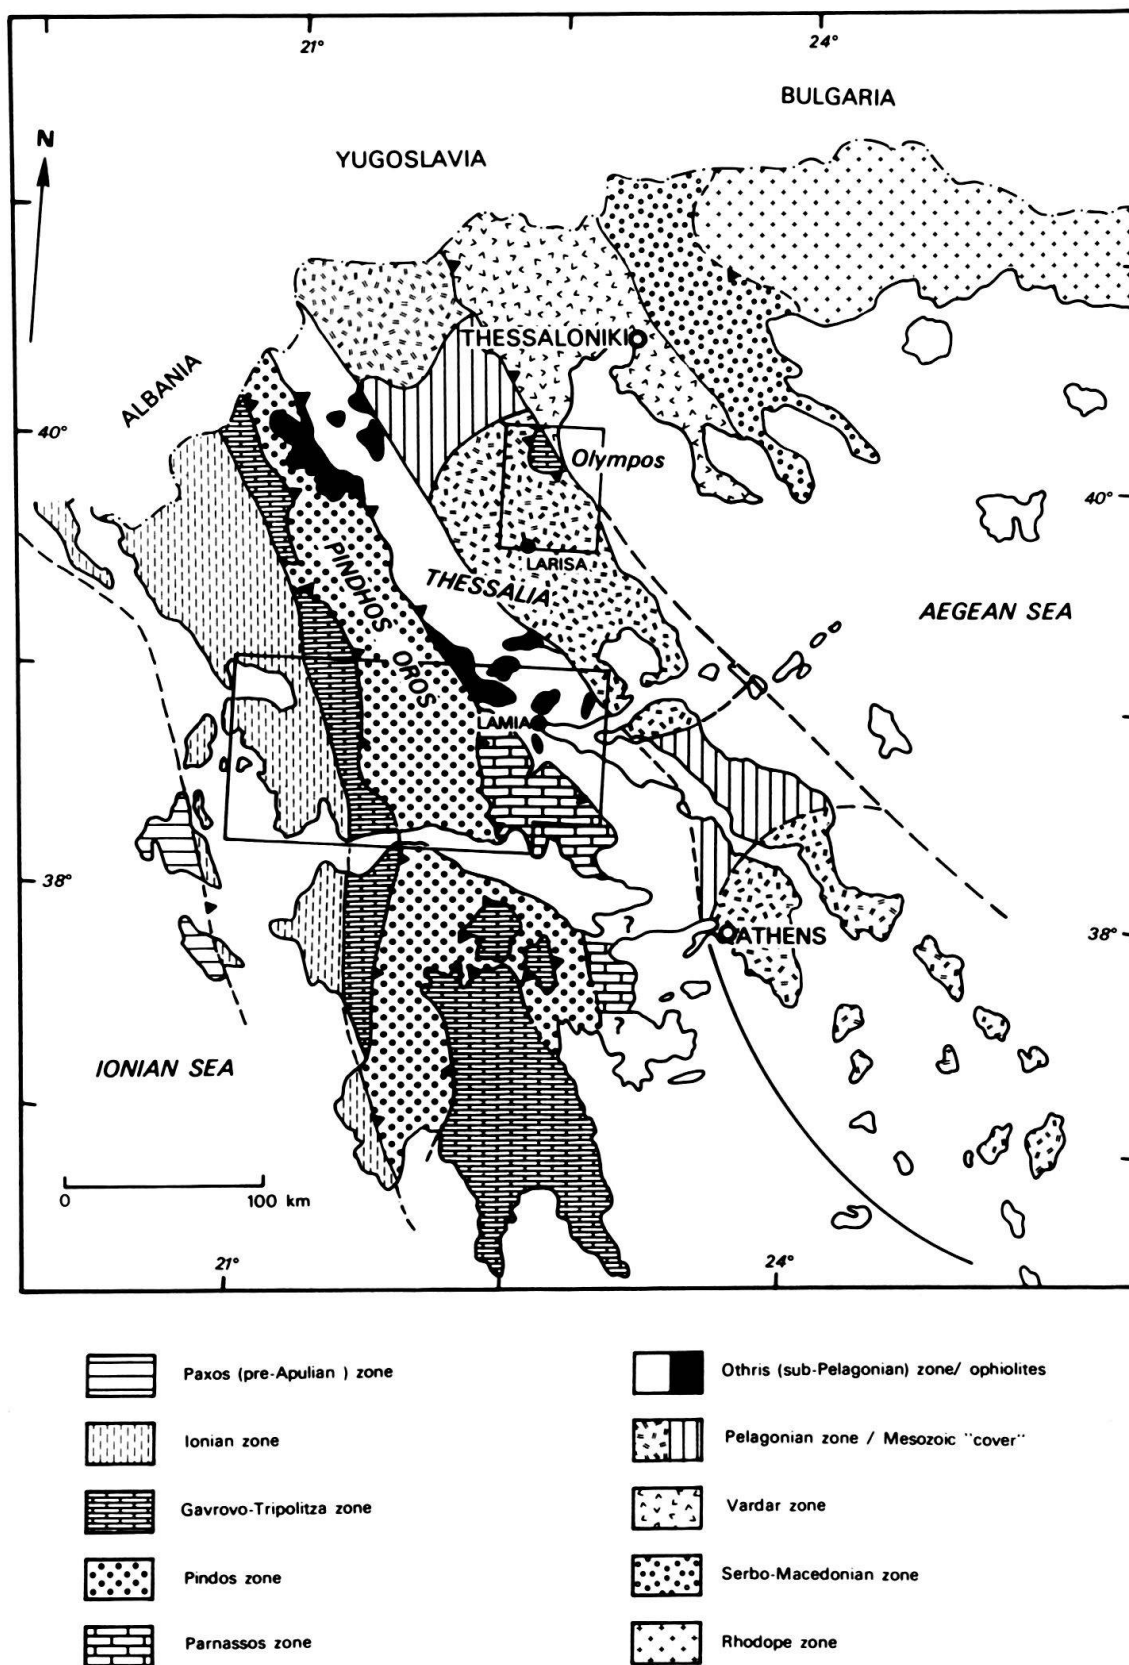 21°
24°
BULGARIA
N
YUGOSLAVIA
THESSALONIKI
ALBANIA
40°
Olympos
40°
PINDHOS OROS
LARISA
THESSALIA
AEGEAN SEA
LAMIA
38°
?
ATHENS
38°
?
IONIAN SEA
0 100 km
21°
24°
Paxos (pre-Apulian ) zone
Ionian zone
Gavrovo-Tripolitza zone
Pindos zone
Parnassos zone
Othris (sub-Pelagonian) zone/ ophiolites
Pelagonian zone / Mesozoic "cover"
Vardar zone
Serbo-Macedonian zone
Rhodope zone